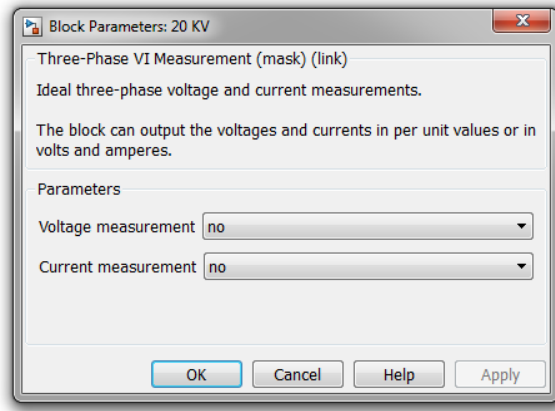 Block Parameters: 20 KV
Three-Phase VI Measurement (mask) (link)
Ideal three-phase voltage and current measurements.
The block can output the voltages and currents in per unit values or in
volts and amperes.
Parameters
Voltage measurement no
Current measurement no
OK Cancel Help Apply